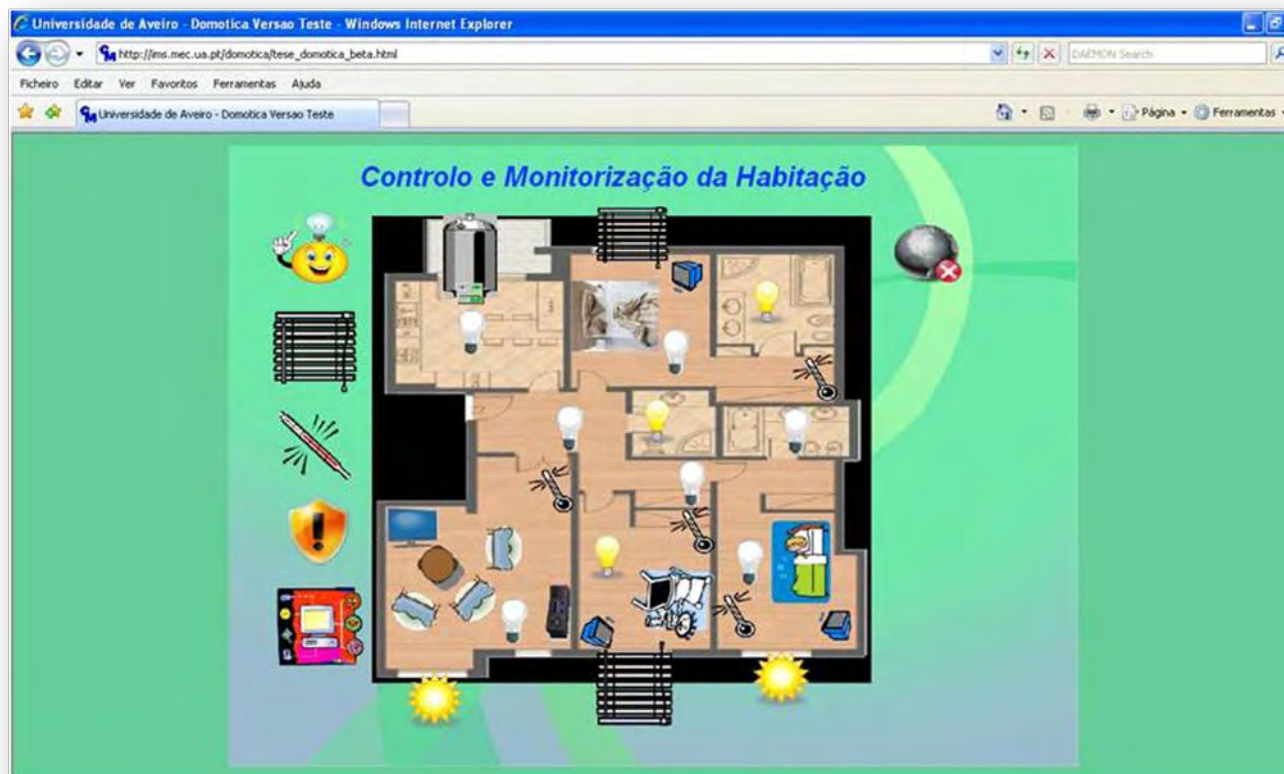 Universidade de Aveiro - Domotica Versao Teste - Windows Internet Explorer
http://ims.mec.ua.pt/domotica/tese_domotica_beta.html
DAEMON Search
Ficheiro Editar Ver Favoritos Ferramentas Ajuda
Universidade de Aveiro - Domotica Versao Teste
Página
Ferramentas
Controlo e Monitorização da Habitação